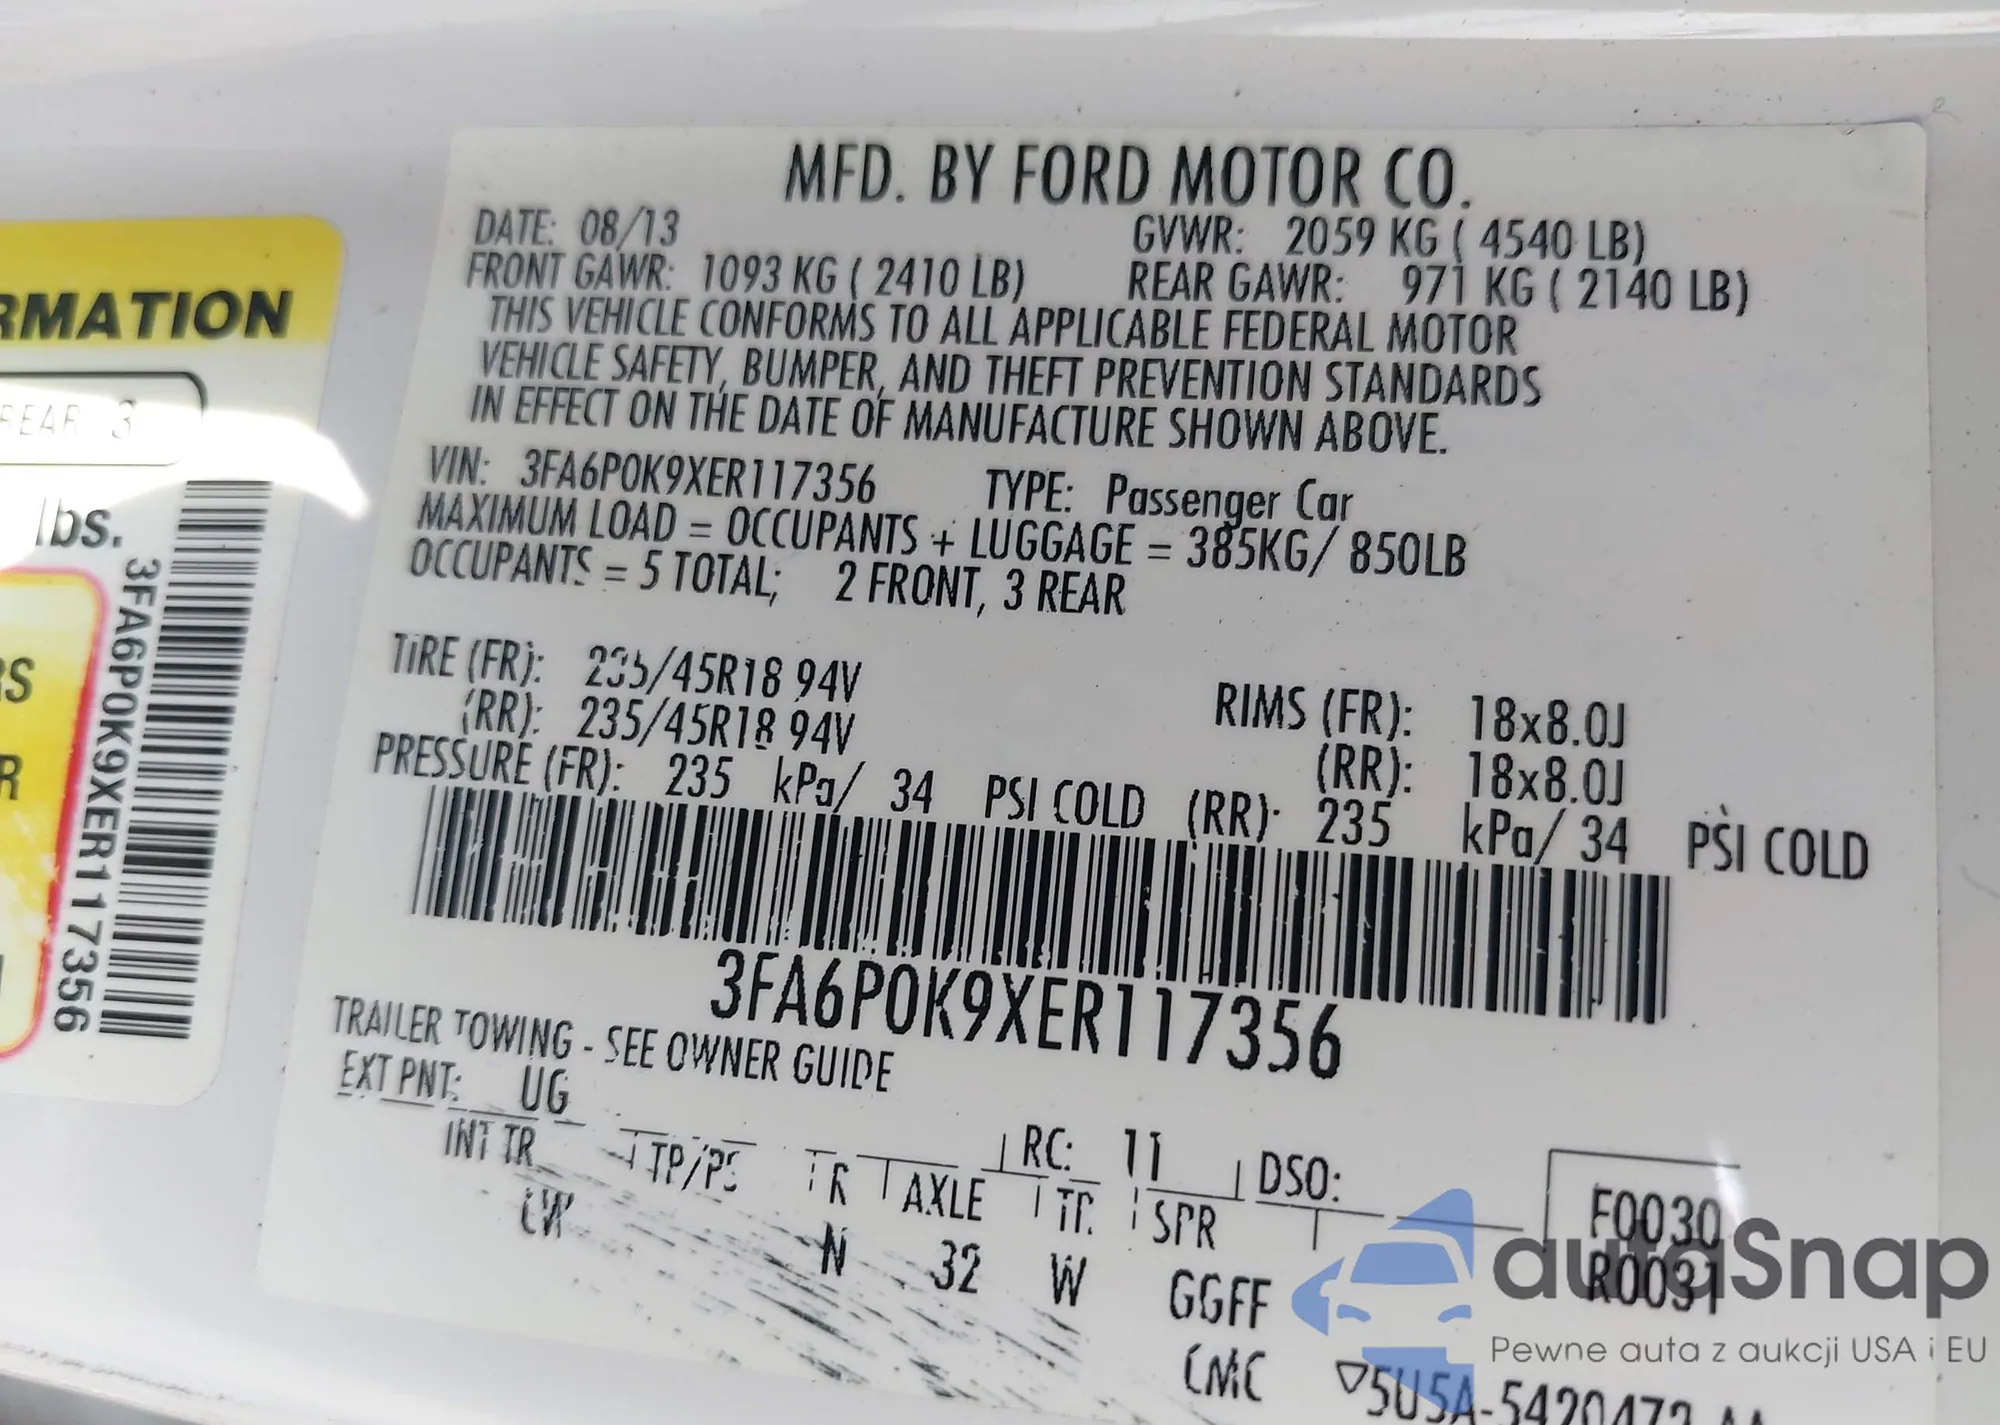 MFD. BY FORD MOTOR CO.
DATE: 08/13 GVWR: 2059 KG ( 4540 LB)
FRONT GAWR: 1093 KG ( 2410 LB) REAR GAWR: 971 KG ( 2140 LB)
THIS VEHICLE CONFORMS TO ALL APPLICABLE FEDERAL MOTOR
VEHICLE SAFETY, BUMPER, AND THEFT PREVENTION STANDARDS
IN EFFECT ON THE DATE OF MANUFACTURE SHOWN ABOVE.
VIN: 3FA6P0K9XER117356 TYPE: Passenger Car
MAXIMUM LOAD = OCCUPANTS + LUGGAGE = 385KG/ 850LB
OCCUPANTS = 5 TOTAL; 2 FRONT, 3 REAR
TIRE (FR): 235/45R18 94V RIMS (FR): 18x8.0J
(RR): 235/45R18 94V (RR): 18x8.0J
PRESSURE (FR): 235 kPa/ 34 PSI COLD (RR): 235 kPa/ 34 PSI COLD
3FA6P0K9XER117356
TRAILER TOWING - SEE OWNER GUIDE
EXT PNT: UG RC: 11 DSO:
INT TR TP/PS R AXLE TR SPR F0030
CW N 32 W GGFF R0031
CMC
RMATION
REAR 3
lbs.
3FA6P0K9XER117356
RS
R
autoSnap
Pewne auta z aukcji USA i EU